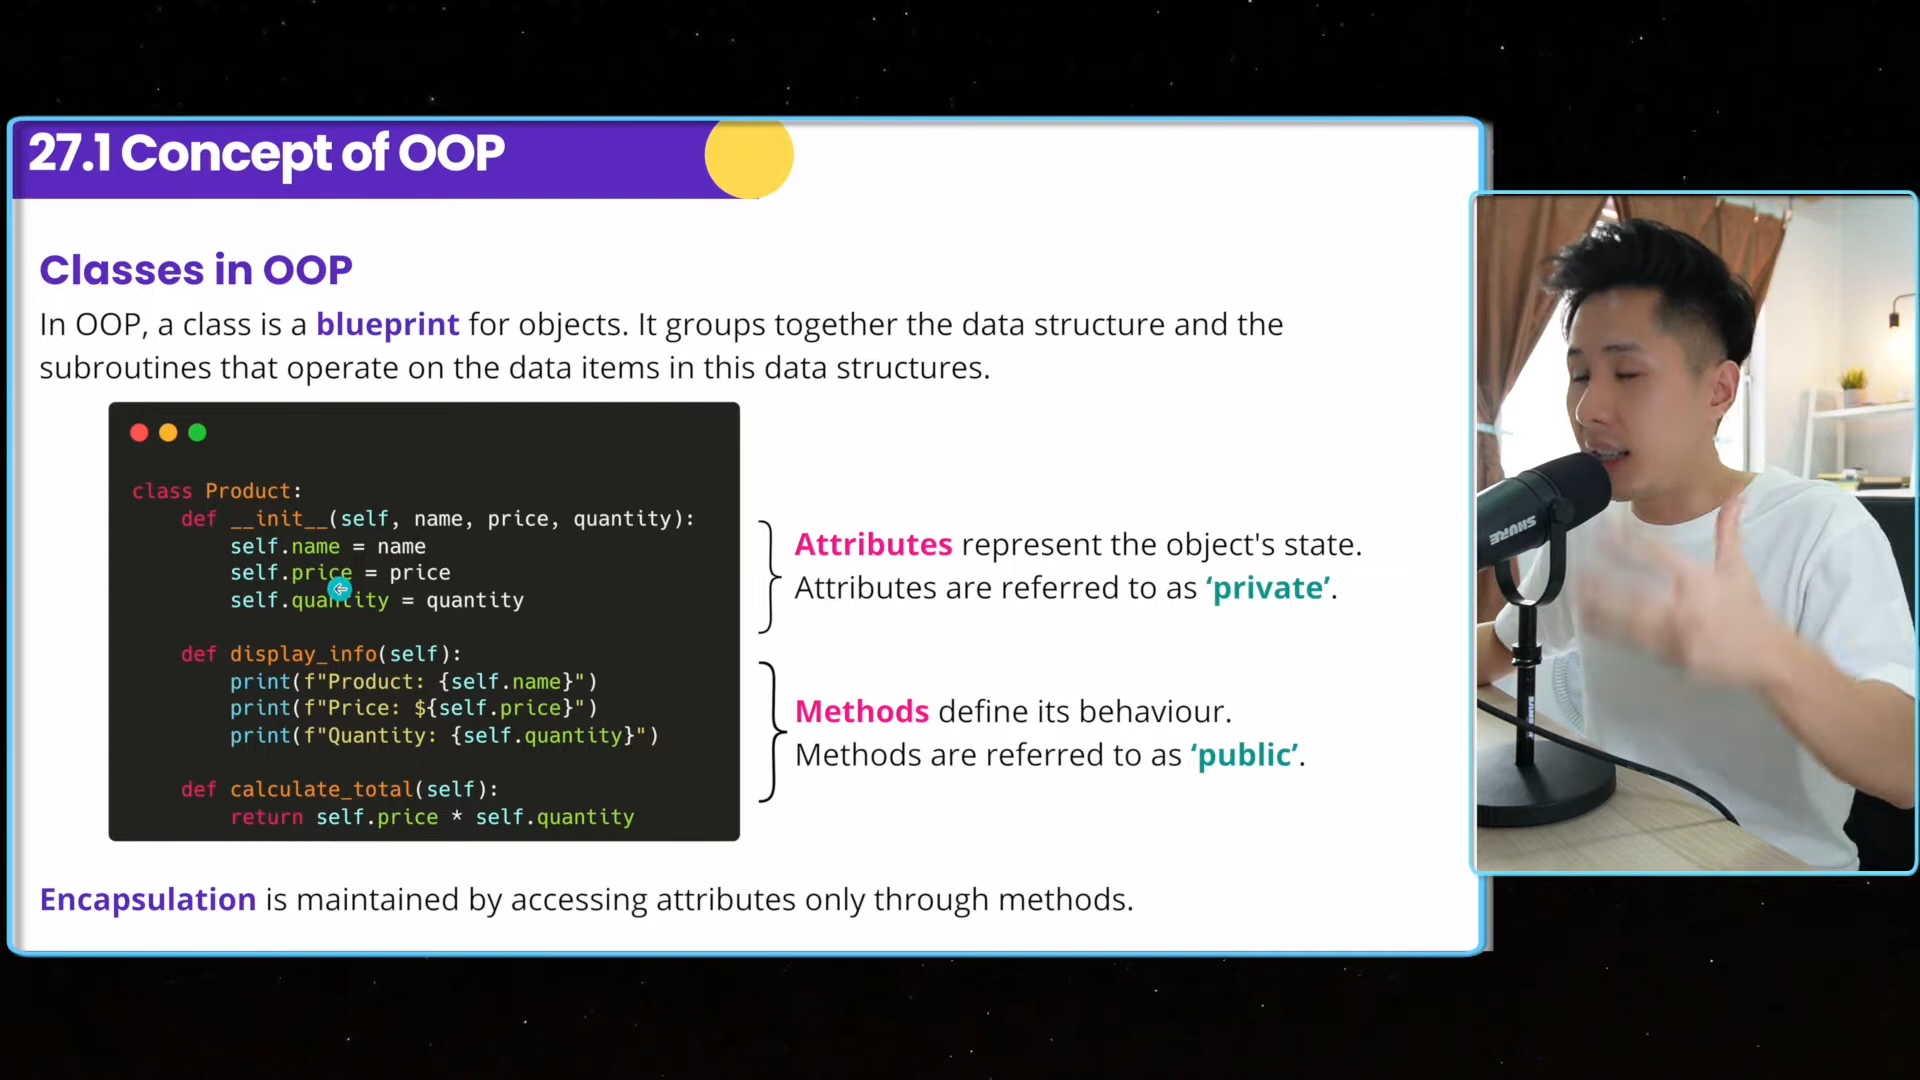 27.1 Concept of OOP
Classes in OOP
In OOP, a class is a blueprint for objects. It groups together the data structure and the
subroutines that operate on the data items in this data structures.
class Product:
    def __init__(self, name, price, quantity):
        self.name = name
        self.price = price
        self.quantity = quantity
    def display_info(self):
        print(f"Product: {self.name}")
        print(f"Price: ${self.price}")
        print(f"Quantity: {self.quantity}")
    def calculate_total(self):
        return self.price * self.quantity
Attributes represent the object's state.
Attributes are referred to as ‘private’.
Methods define its behaviour.
Methods are referred to as ‘public’.
Encapsulation is maintained by accessing attributes only through methods.
SHURE